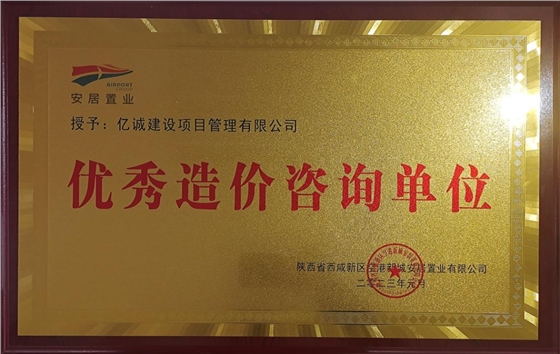 AIRPORT
安居置业
授予：亿诚建设项目管理有限公司
优秀造价咨询单位
陕西省西咸新区空港新城安居置业有限公司
二零二三年元月